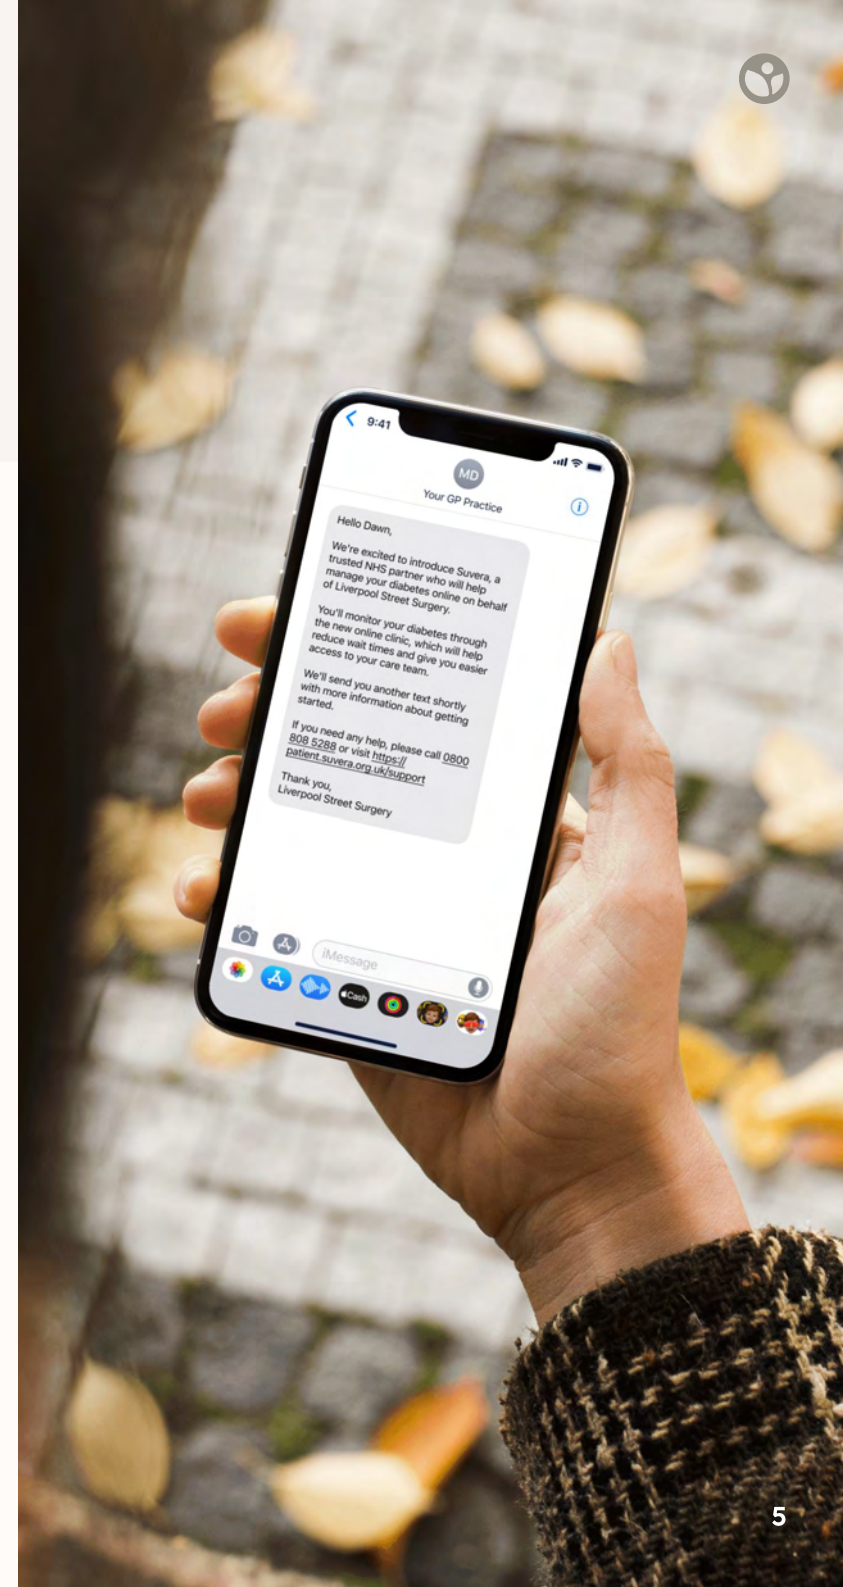 9:41
MD
Your GP Practice
Hello Dawn,
We're excited to introduce Suvera, a
trusted NHS partner who will help
manage your diabetes online on behalf
of Liverpool Street Surgery.
You'll monitor your diabetes through
the new online clinic, which will help
reduce wait times and give you easier
access to your care team.
We'll send you another text shortly
with more information about getting
started.
If you need any help, please call 0800
808 5288 or visit https://
patient.suvera.org.uk/support
Thank you,
Liverpool Street Surgery
iMessage
Cash
5